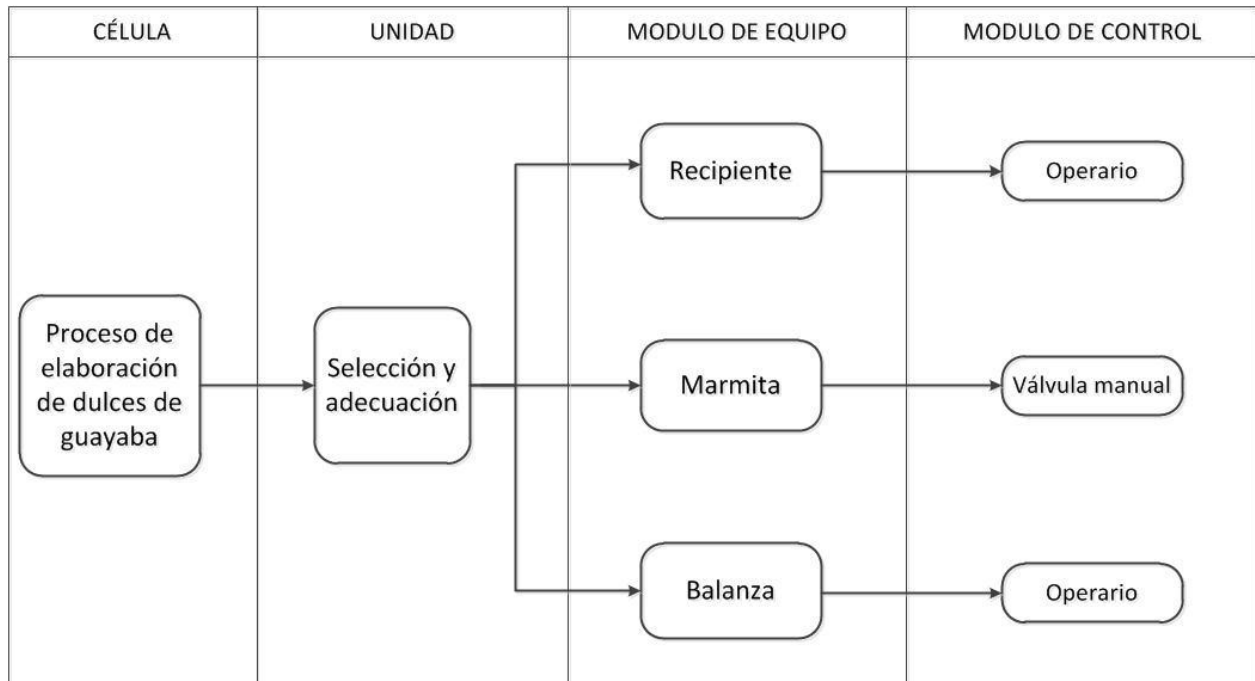 CÉLULA
UNIDAD
MODULO DE EQUIPO
MODULO DE CONTROL
Proceso de
elaboración
de dulces de
guayaba
Selección y
adecuación
Recipiente
Operario
Marmita
Válvula manual
Balanza
Operario